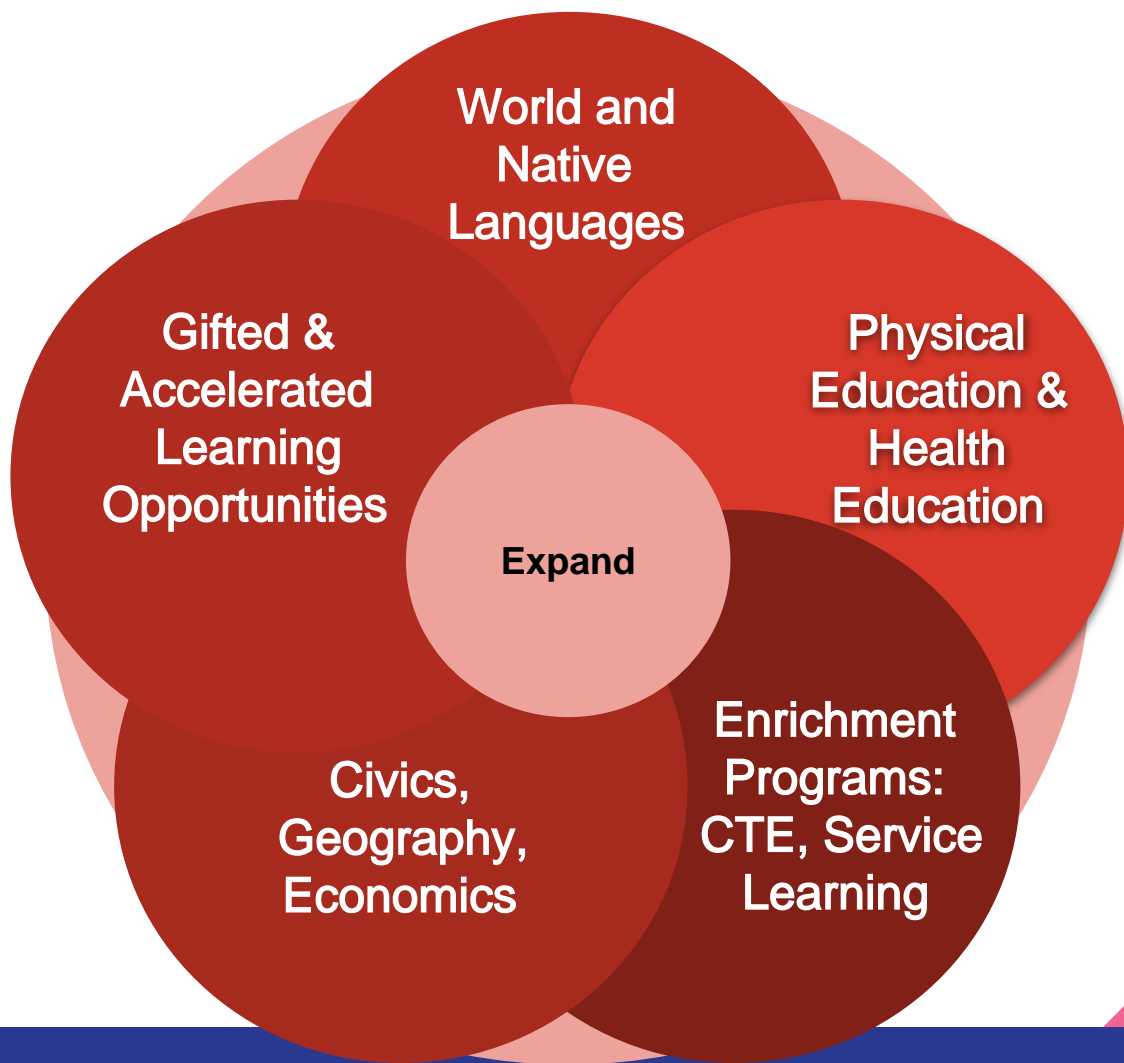 World and
Native
Languages
Physical
Education &
Health
Education
Enrichment
Programs:
CTE, Service
Learning
Civics,
Geography,
Economics
Gifted &
Accelerated
Learning
Opportunities
Expand